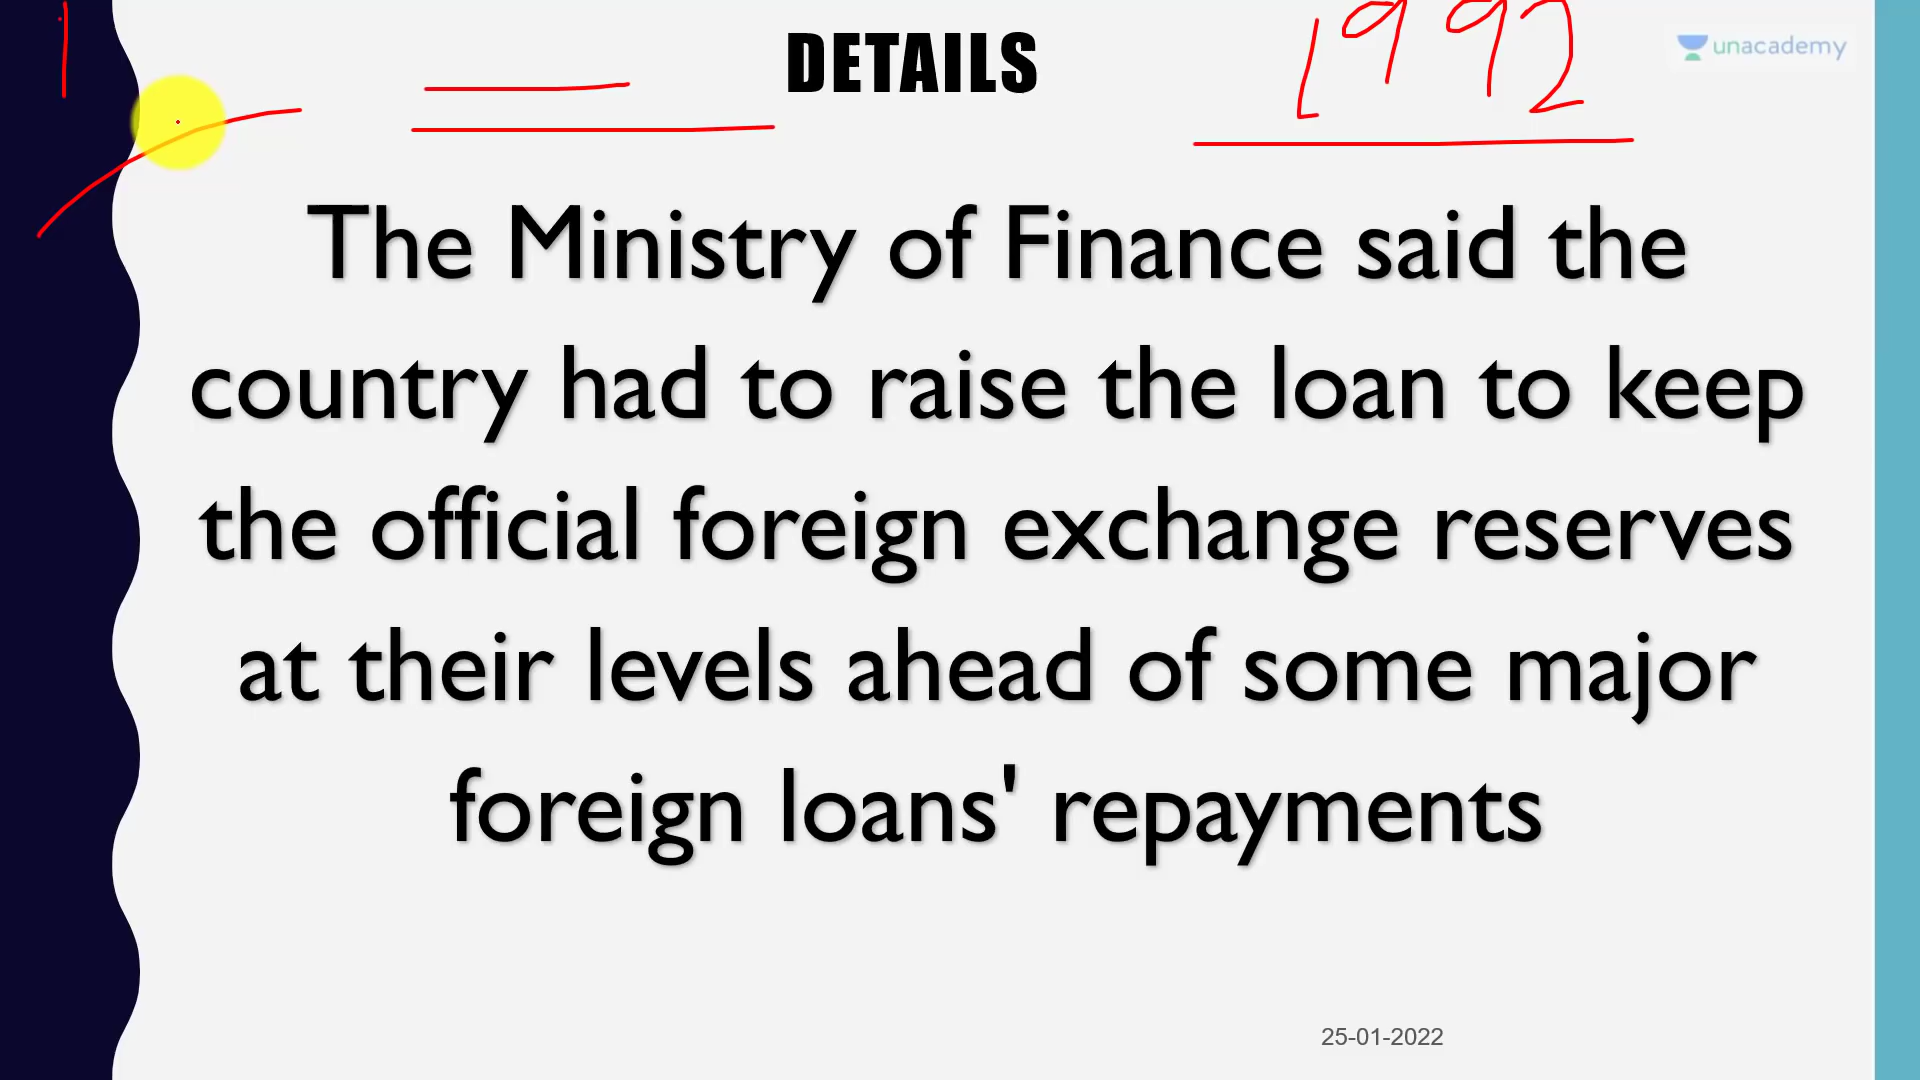 DETAILS
1992
unacademy
The Ministry of Finance said the
country had to raise the loan to keep
the official foreign exchange reserves
at their levels ahead of some major
foreign loans' repayments
25-01-2022